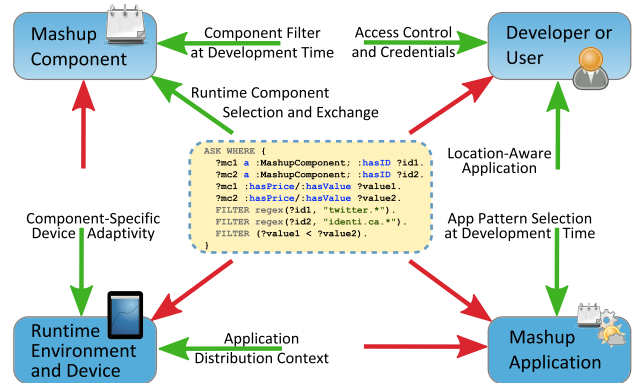 Mashup
Component
Component Filter
at Development Time
Access Control
and Credentials
Developer or
User
Runtime Component
Selection and Exchange
ASK WHERE {
?mc1 a :MashupComponent; :hasID ?id1.
?mc2 a :MashupComponent; :hasID ?id2.
?mc1 :hasPrice/:hasValue ?value1.
?mc2 :hasPrice/:hasValue ?value2.
FILTER regex(?id1, "twitter.*").
FILTER regex(?id2, "identi.ca.*").
FILTER (?value1 < ?value2).
}
Location-Aware
Application
Component-Specific
Device Adaptivity
App Pattern Selection
at Development Time
Runtime
Environment
and Device
Application
Distribution Context
Mashup
Application